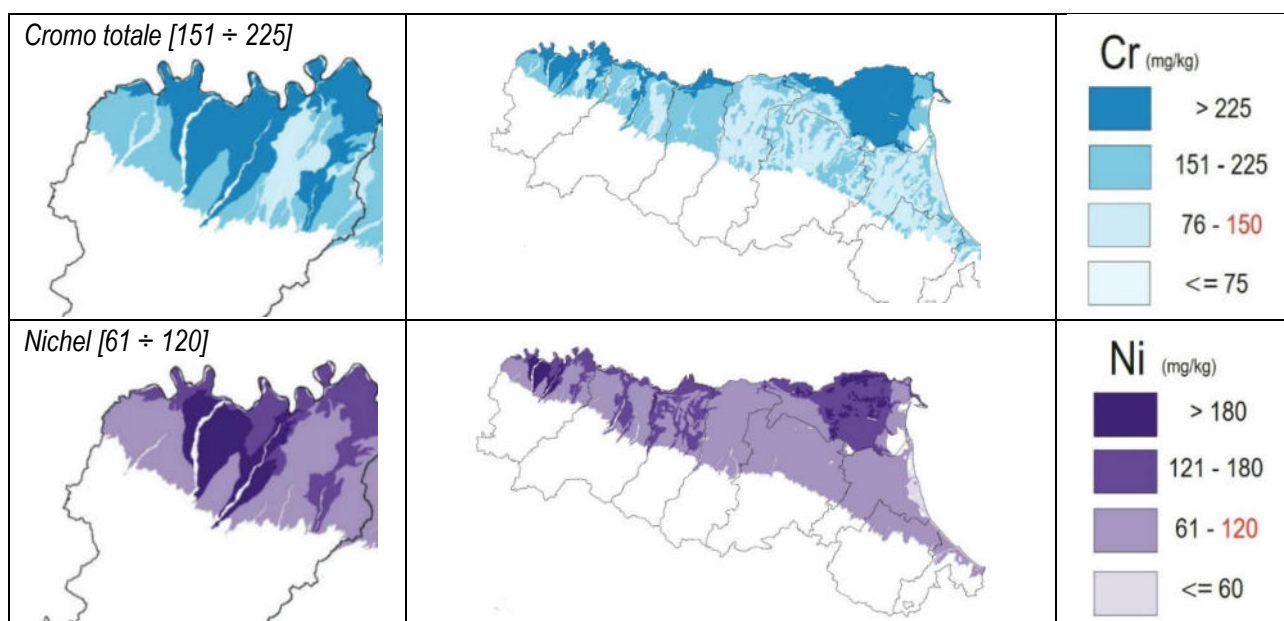 Cromo totale [151 ÷ 225]
Cr (mg/kg)
> 225
151 - 225
76 - 150
<= 75
Nichel [61 ÷ 120]
Ni (mg/kg)
> 180
121 - 180
61 - 120
<= 60